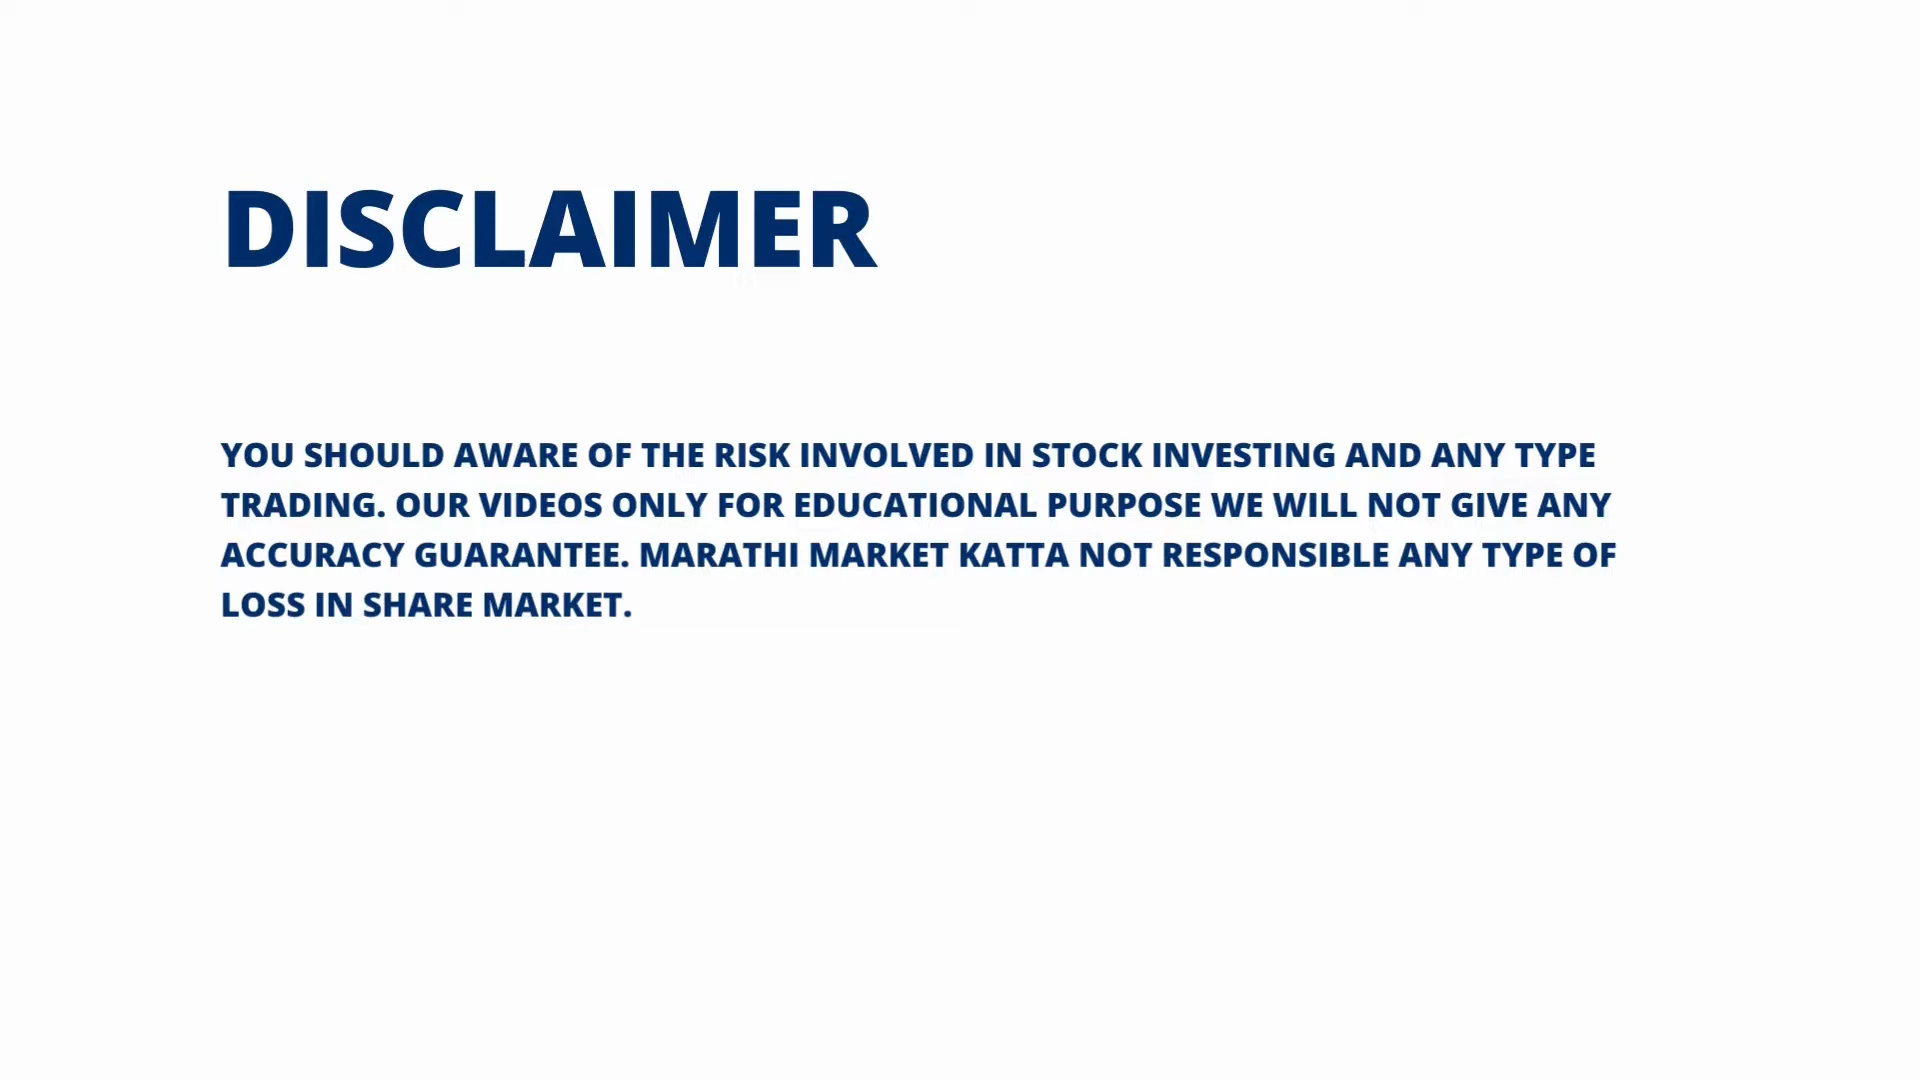 DISCLAIMER
YOU SHOULD AWARE OF THE RISK INVOLVED IN STOCK INVESTING AND ANY TYPE
TRADING. OUR VIDEOS ONLY FOR EDUCATIONAL PURPOSE WE WILL NOT GIVE ANY
ACCURACY GUARANTEE. MARATHI MARKET KATTA NOT RESPONSIBLE ANY TYPE OF
LOSS IN SHARE MARKET.